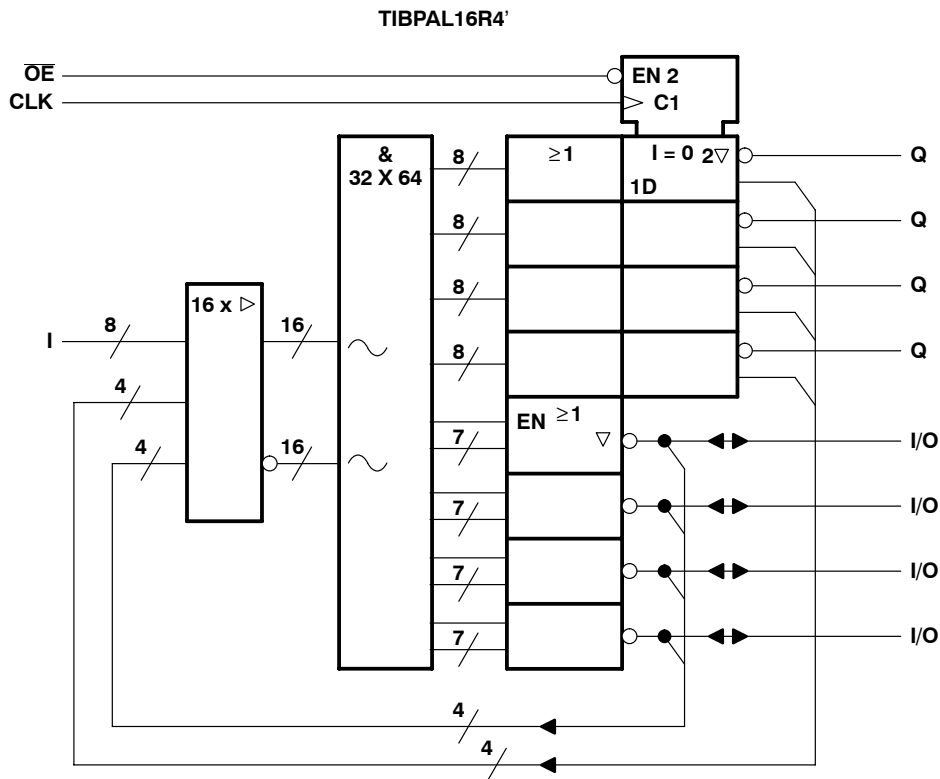 TIBPAL16R4’
OE
EN 2
CLK
C1
&
32 X 64
8
≥1
I = 0 2▽
Q
1D
8
Q
8
Q
16 x ▷
I
8
16
8
Q
4
EN ≥1
▽
7
I/O
4
16
7
I/O
7
I/O
7
I/O
4
4